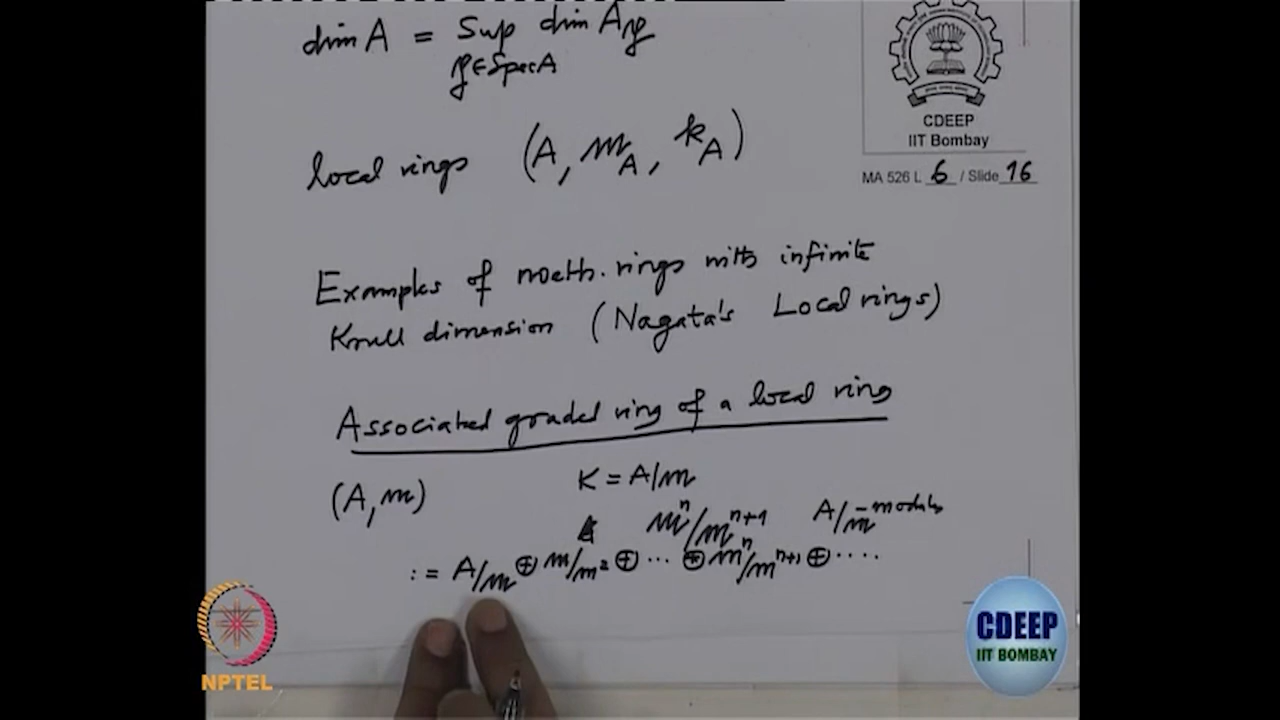 dim A = Sup dim A𝔭
𝔭∈Spec A
CDEEP
IIT Bombay
MA 526 L 6 / Slide 16
local rings (A, m_A, k_A)
Examples of noeth. rings with infinite
Krull dimension (Nagata's Local rings)
Associated graded ring of a local ring
(A, m) K = A/m
m^n/m^{n+1} A/m-modules
:= A/m ⊕ m/m^2 ⊕ ... ⊕ m^n/m^{n+1} ⊕ ....
NPTEL
CDEEP
IIT BOMBAY